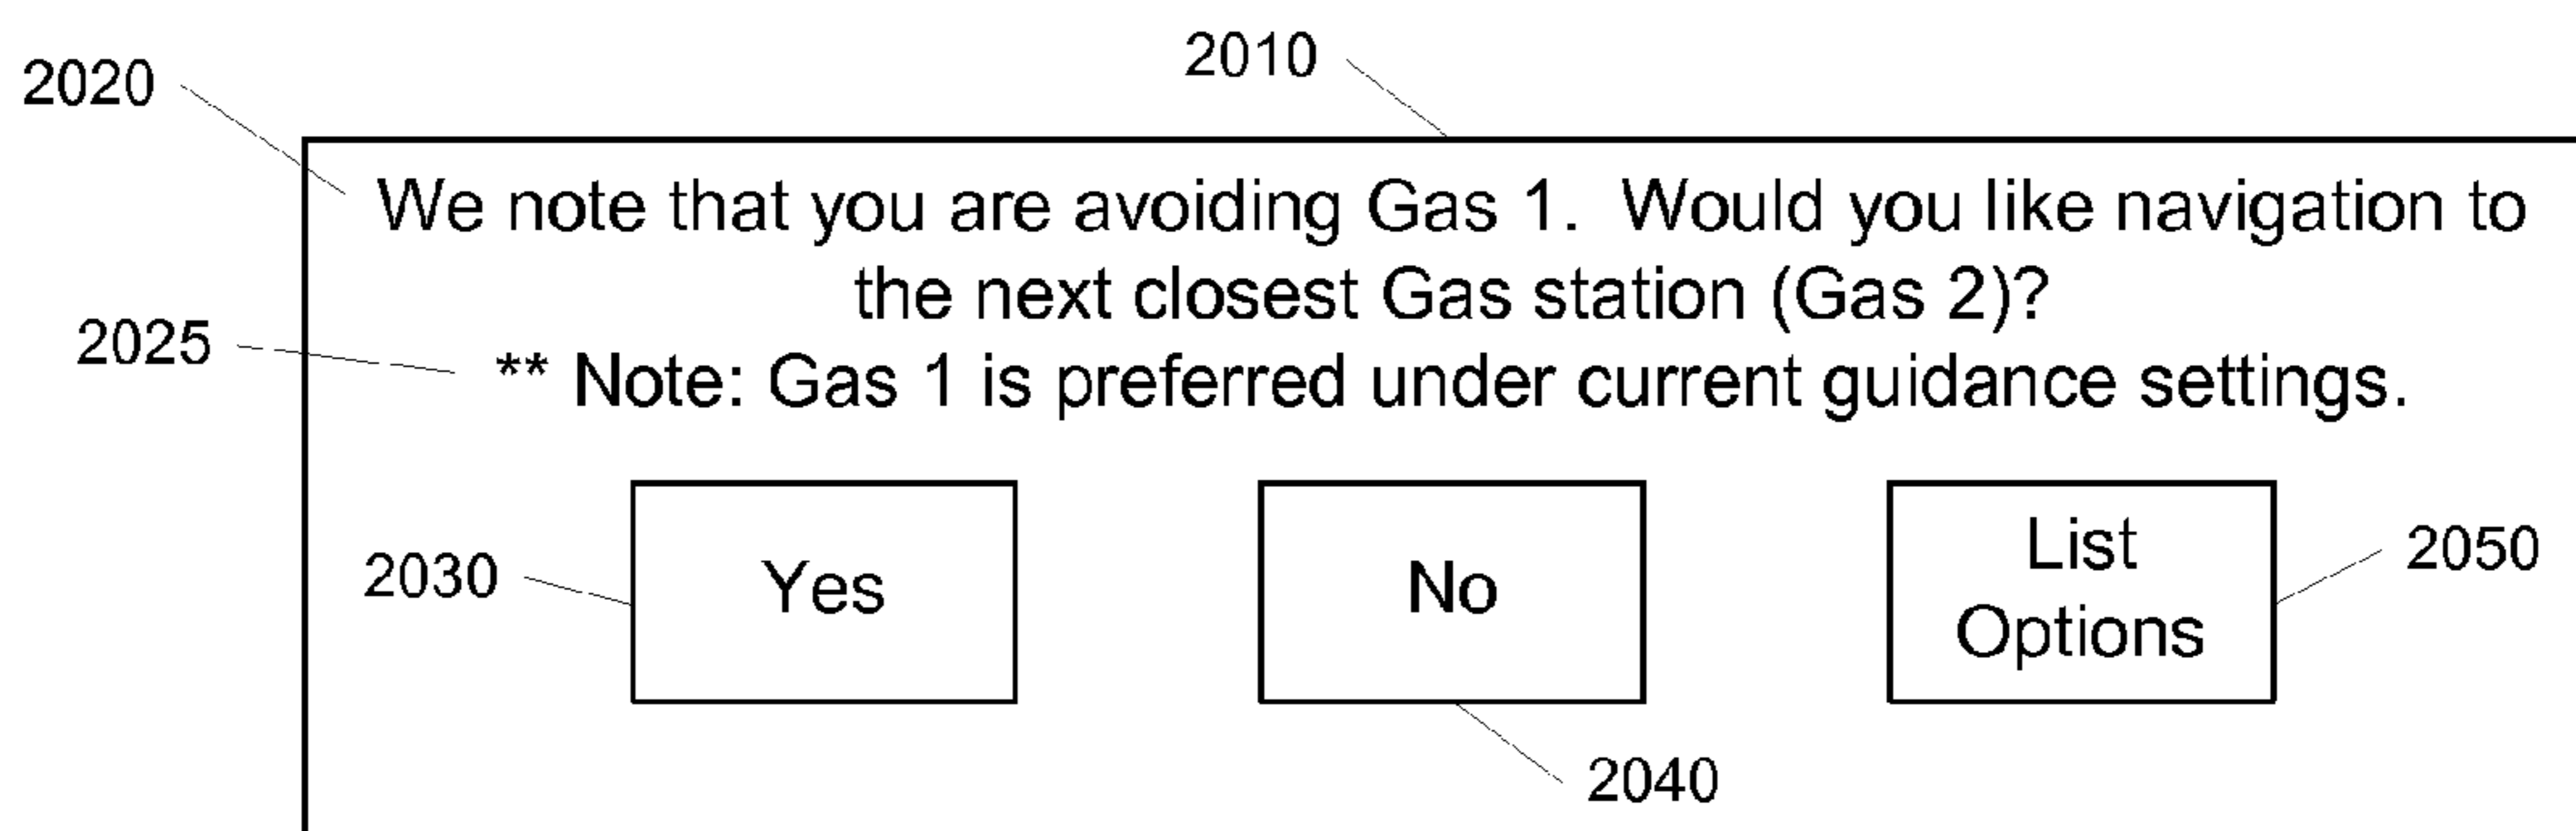 2010
2020
We note that you are avoiding Gas 1. Would you like navigation to
the next closest Gas station (Gas 2)?
2025
** Note: Gas 1 is preferred under current guidance settings.
2030
Yes
No
List
Options
2050
2040